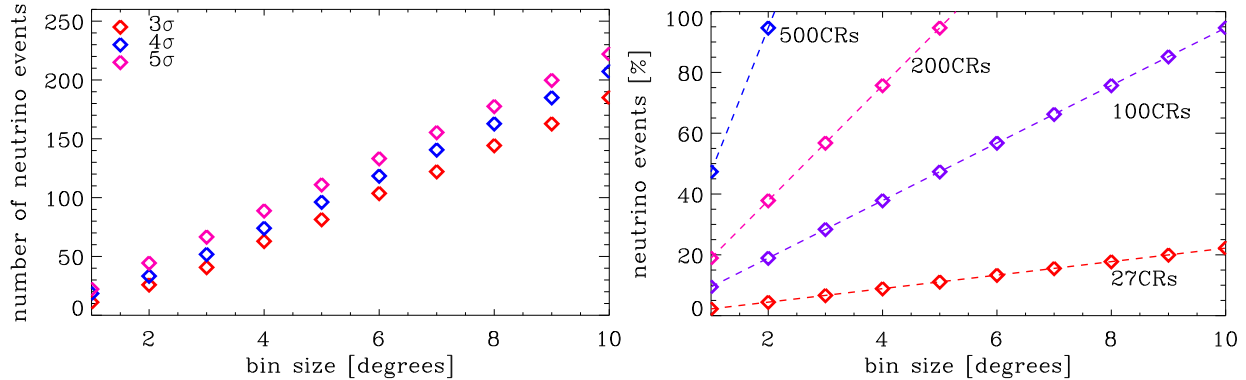 number of neutrino events
250
200
150
100
50
0
3σ
4σ
5σ
2
4
6
8
10
bin size [degrees]
neutrino events [%]
100
80
60
40
20
0
500CRs
200CRs
100CRs
27CRs
2
4
6
8
10
bin size [degrees]